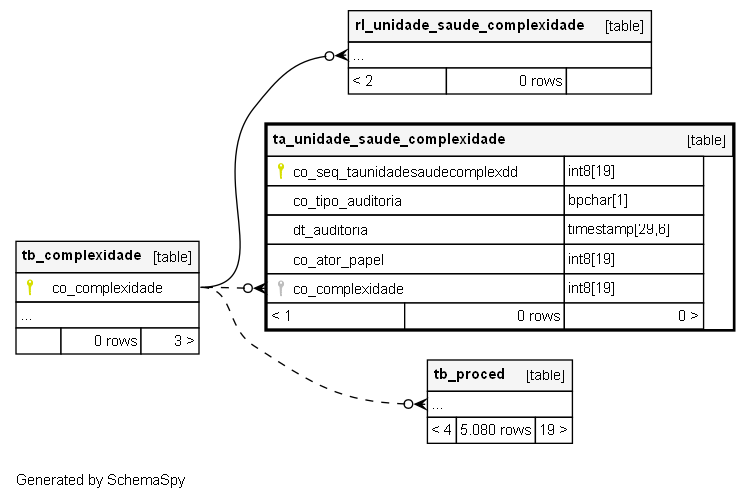 rl_unidade_saude_complexidade [table]
...
< 2 0 rows
ta_unidade_saude_complexidade [table]
co_seq_taunidadesaudecomplexdd int8[19]
co_tipo_auditoria bpchar[1]
dt_auditoria timestamp[29,6]
co_ator_papel int8[19]
co_complexidade int8[19]
< 1 0 rows 0 >
tb_complexidade [table]
co_complexidade
...
0 rows 3 >
tb_proced [table]
...
< 4 5.080 rows 19 >
Generated by SchemaSpy